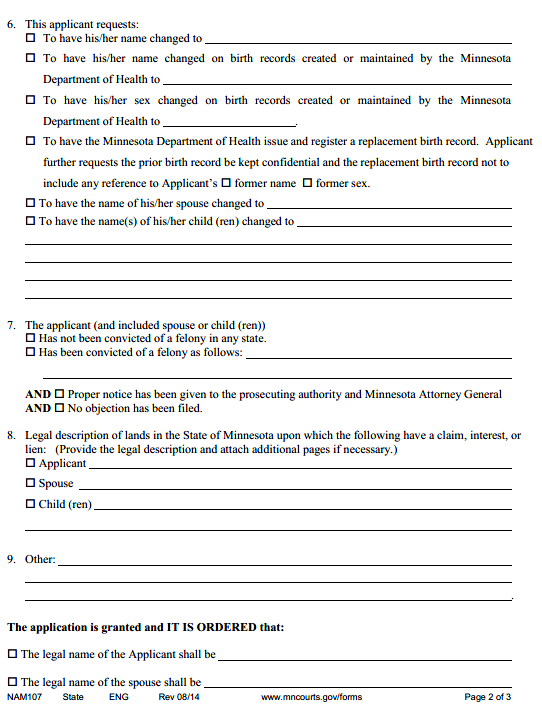 6. This applicant requests:
☐ To have his/her name changed to
☐ To have his/her name changed on birth records created or maintained by the Minnesota
Department of Health to
☐ To have his/her sex changed on birth records created or maintained by the Minnesota
Department of Health to .
☐ To have the Minnesota Department of Health issue and register a replacement birth record. Applicant
further requests the prior birth record be kept confidential and the replacement birth record not to
include any reference to Applicant's ☐ former name ☐ former sex.
☐ To have the name of his/her spouse changed to
☐ To have the name(s) of his/her child (ren) changed to
7. The applicant (and included spouse or child (ren))
☐ Has not been convicted of a felony in any state.
☐ Has been convicted of a felony as follows:
AND ☐ Proper notice has been given to the prosecuting authority and Minnesota Attorney General
AND ☐ No objection has been filed.
8. Legal description of lands in the State of Minnesota upon which the following have a claim, interest, or
lien: (Provide the legal description and attach additional pages if necessary.)
☐ Applicant
☐ Spouse
☐ Child (ren)
9. Other:
.
The application is granted and IT IS ORDERED that:
☐ The legal name of the Applicant shall be
☐ The legal name of the spouse shall be
NAM107 State ENG Rev 08/14 www.mncourts.gov/forms Page 2 of 3